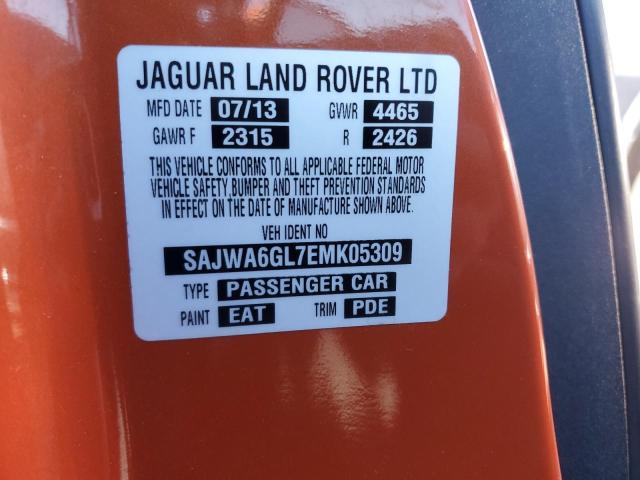 JAGUAR LAND ROVER LTD
MFD DATE 07/13 GVWR 4465
GAWR F 2315 R 2426
THIS VEHICLE CONFORMS TO ALL APPLICABLE FEDERAL MOTOR
VEHICLE SAFETY, BUMPER AND THEFT PREVENTION STANDARDS
IN EFFECT ON THE DATE OF MANUFACTURE SHOWN ABOVE.
VEH IDENT NO
SAJWA6GL7EMK05309
TYPE PASSENGER CAR
PAINT EAT TRIM PDE